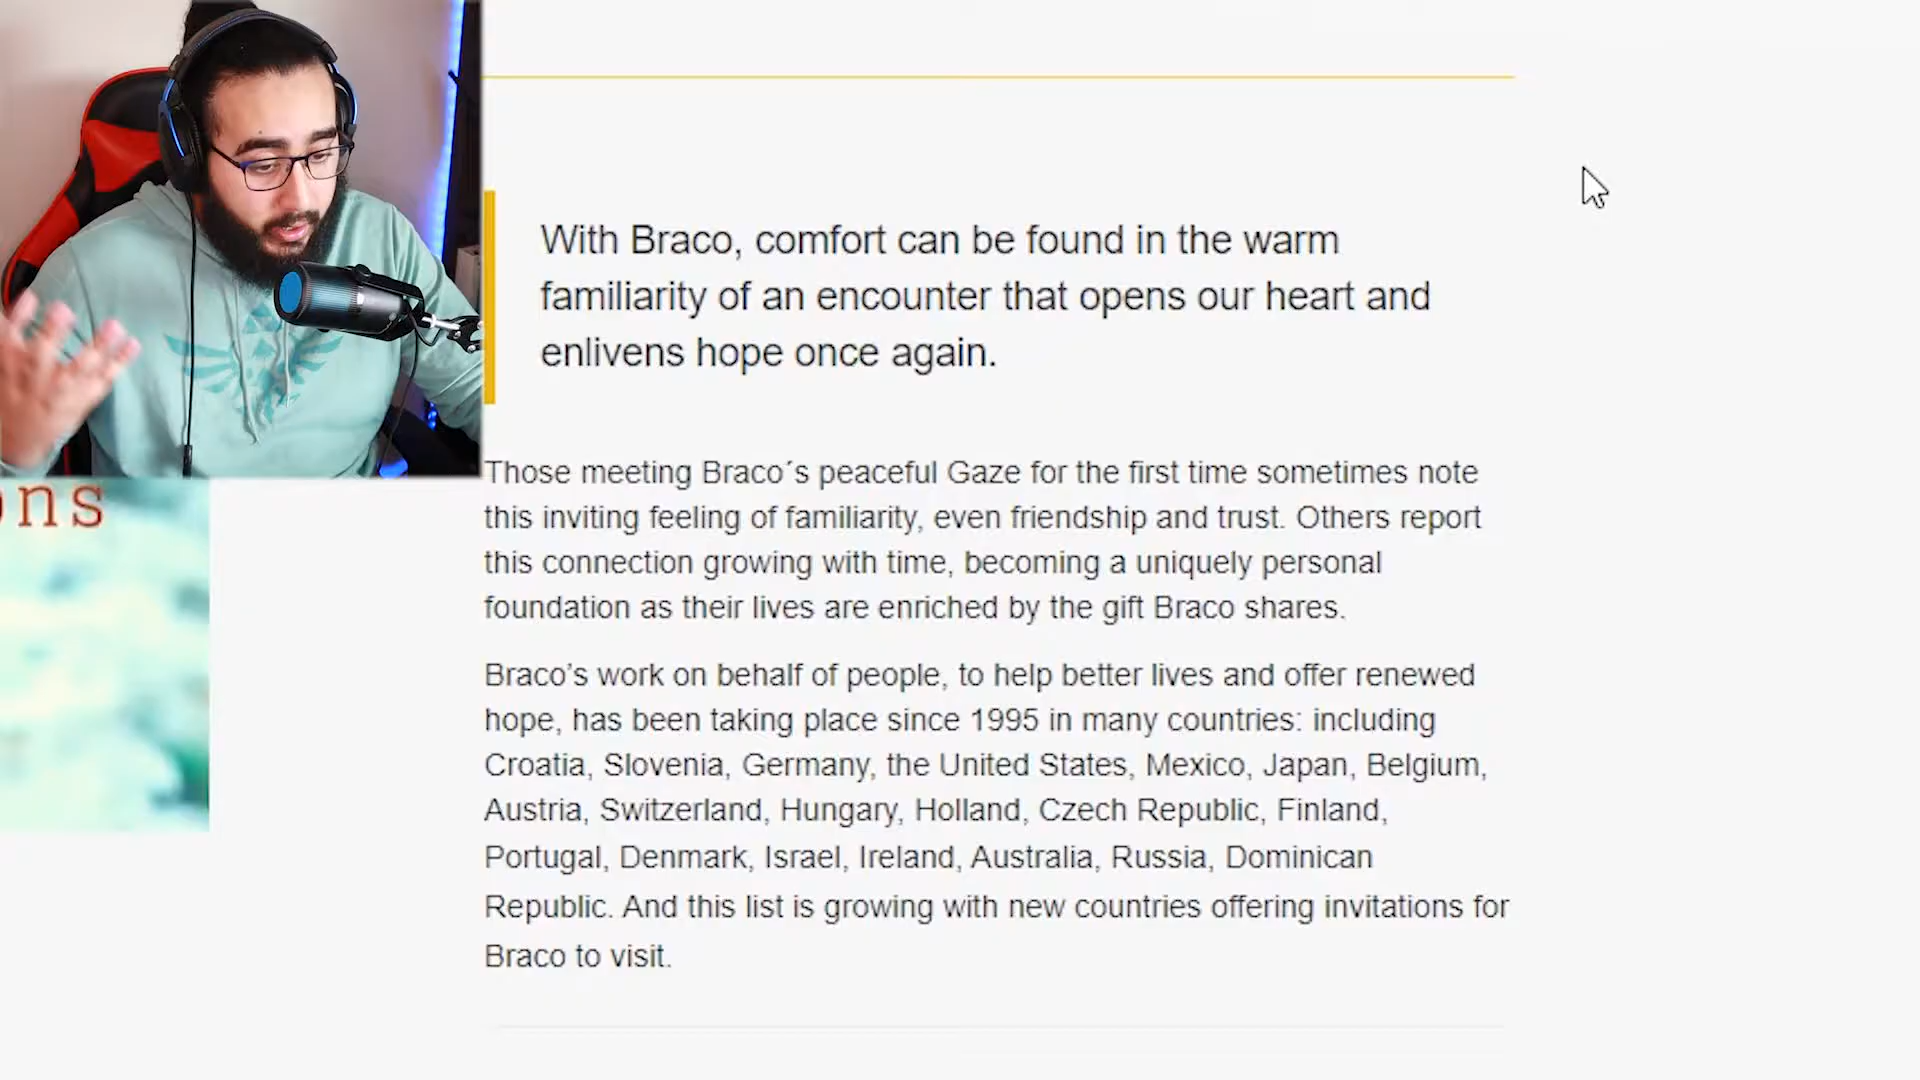 With Braco, comfort can be found in the warm
familiarity of an encounter that opens our heart and
enlivens hope once again.
ons
Those meeting Braco´s peaceful Gaze for the first time sometimes note
this inviting feeling of familiarity, even friendship and trust. Others report
this connection growing with time, becoming a uniquely personal
foundation as their lives are enriched by the gift Braco shares.
Braco’s work on behalf of people, to help better lives and offer renewed
hope, has been taking place since 1995 in many countries: including
Croatia, Slovenia, Germany, the United States, Mexico, Japan, Belgium,
Austria, Switzerland, Hungary, Holland, Czech Republic, Finland,
Portugal, Denmark, Israel, Ireland, Australia, Russia, Dominican
Republic. And this list is growing with new countries offering invitations for
Braco to visit.